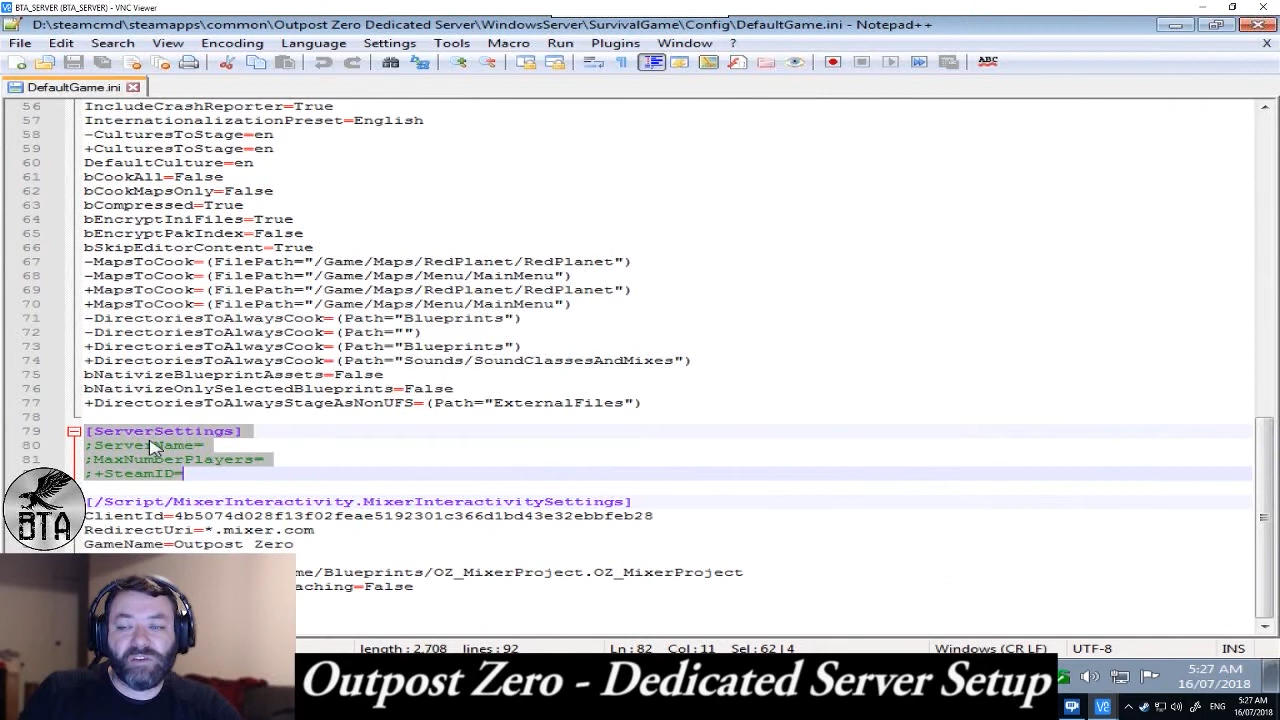 BTA_SERVER (BTA_SERVER) - VNC Viewer
D:\steamcmd\steamapps\common\Outpost Zero Dedicated Server\WindowsServer\SurvivalGame\Config\DefaultGame.ini - Notepad++
File Edit Search View Encoding Language Settings Tools Macro Run Plugins Window ? X
ABC
DefaultGame.ini
56 IncludeCrashReporter=True
57 InternationalizationPreset=English
58 -CulturesToStage=en
59 +CulturesToStage=en
60 DefaultCulture=en
61 bCookAll=False
62 bCookMapsOnly=False
63 bCompressed=True
64 bEncryptIniFiles=True
65 bEncryptPakIndex=False
66 bSkipEditorContent=True
67 -MapsToCook=(FilePath="/Game/Maps/RedPlanet/RedPlanet")
68 -MapsToCook=(FilePath="/Game/Maps/Menu/MainMenu")
69 +MapsToCook=(FilePath="/Game/Maps/RedPlanet/RedPlanet")
70 +MapsToCook=(FilePath="/Game/Maps/Menu/MainMenu")
71 -DirectoriesToAlwaysCook=(Path="Blueprints")
72 -DirectoriesToAlwaysCook=(Path="")
73 +DirectoriesToAlwaysCook=(Path="Blueprints")
74 +DirectoriesToAlwaysCook=(Path="Sounds/SoundClassesAndMixes")
75 bNativizeBlueprintAssets=False
76 bNativizeOnlySelectedBlueprints=False
77 +DirectoriesToAlwaysStageAsNonUFS=(Path="ExternalFiles")
78
79 [ServerSettings]
80 ;ServerName=
81 ;MaxNumberPlayers=
;+SteamID=
[/Script/MixerInteractivity.MixerInteractivitySettings]
ClientId=4b5074d028f13f02feae5192301c366d1bd43e32ebbfeb28
RedirectUri=*.mixer.com
GameName=Outpost Zero
me/Blueprints/OZ_MixerProject.OZ_MixerProject
aching=False
BTA
length : 2,708 lines : 92 Ln : 82 Col : 11 Sel : 62 | 4 Windows (CR LF) UTF-8 INS
Outpost Zero - Dedicated Server Setup
5:27 AM
16/07/2018
ENG
5:27 AM
16/07/2018